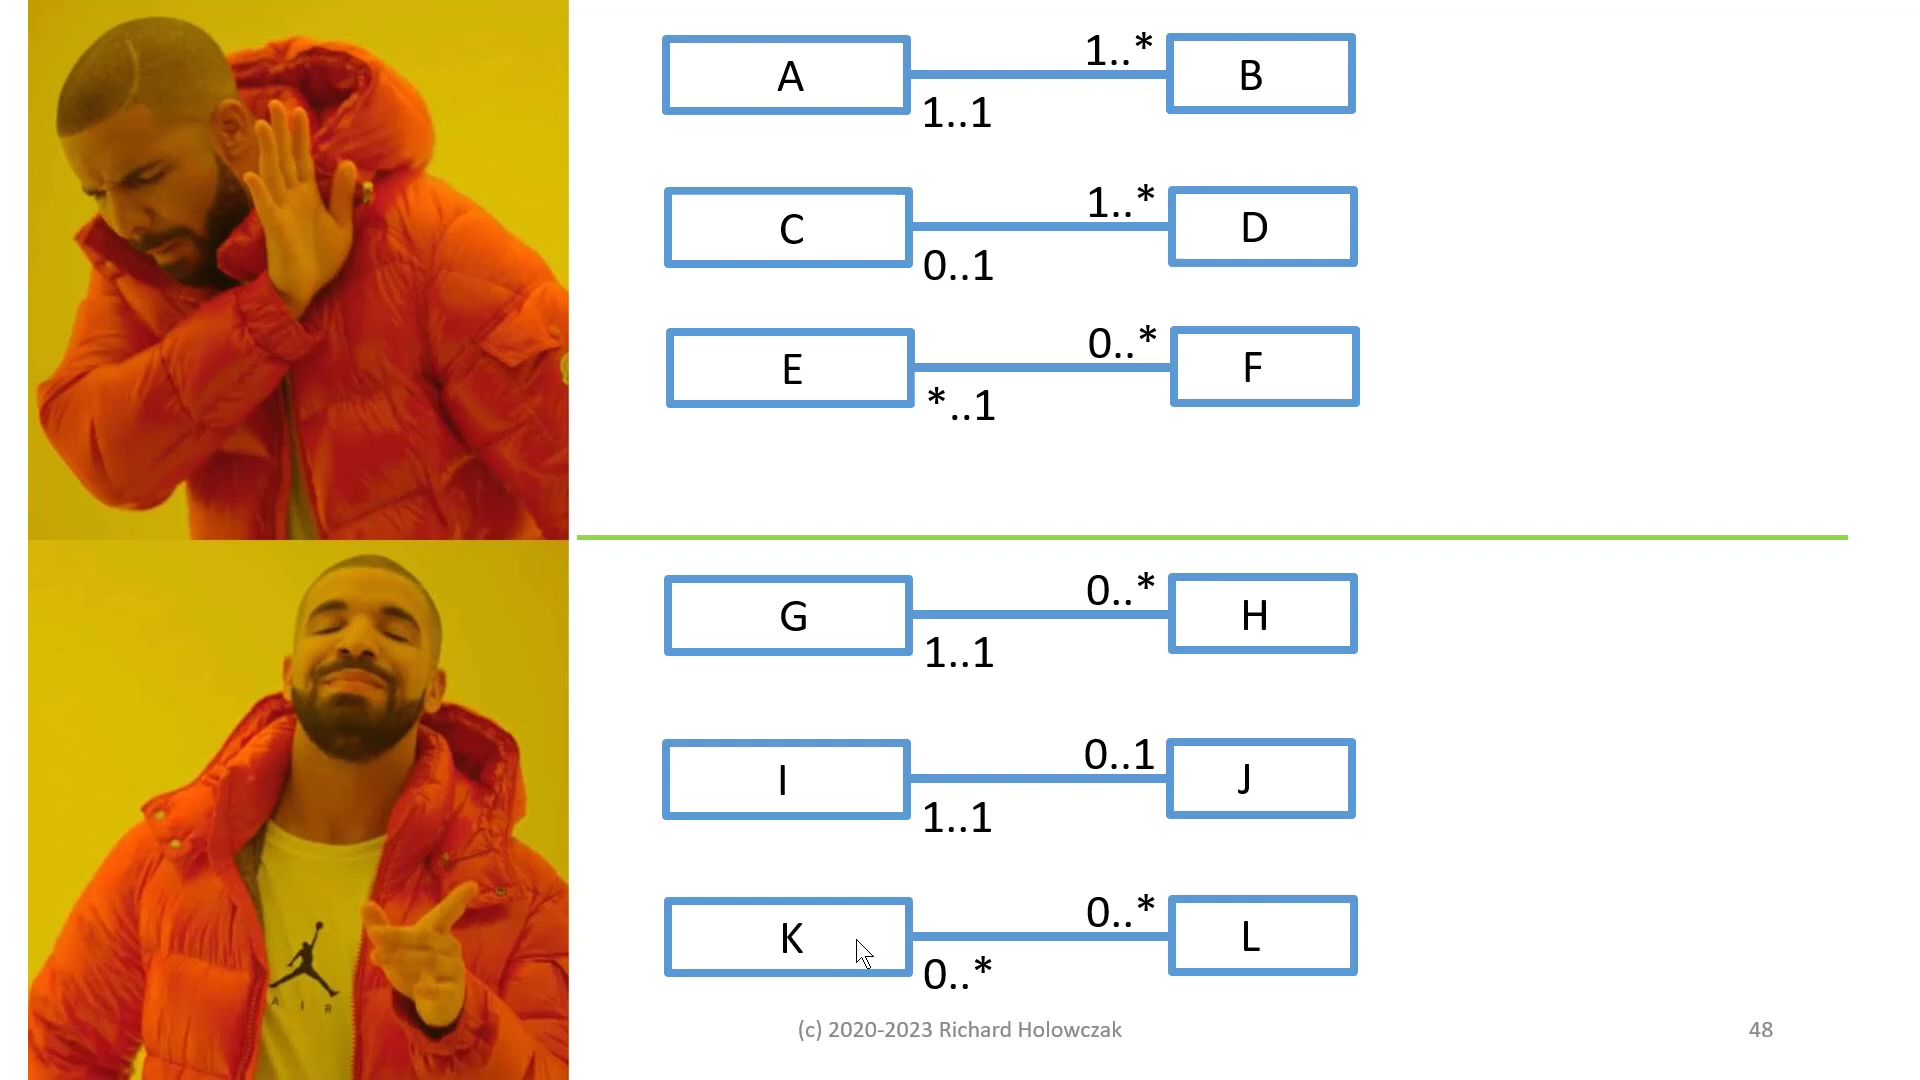 A 1..* B
1..1
C 1..* D
0..1
E 0..* F
*..1
G 0..* H
1..1
I 0..1 J
1..1
K 0..* L
0..*
A I R
(c) 2020-2023 Richard Holowczak 48